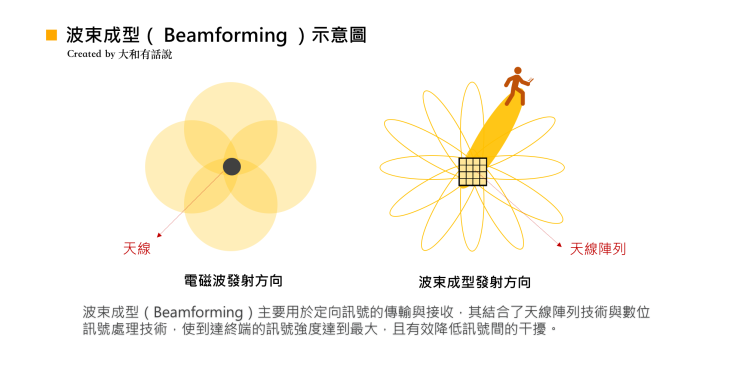 波束成型（ Beamforming ）示意圖
Created by 大和有話說
天線
天線陣列
電磁波發射方向
波束成型發射方向
波束成型（Beamforming）主要用於定向訊號的傳輸與接收，其結合了天線陣列技術與數位
訊號處理技術，使到達終端的訊號強度達到最大，且有效降低訊號間的干擾。